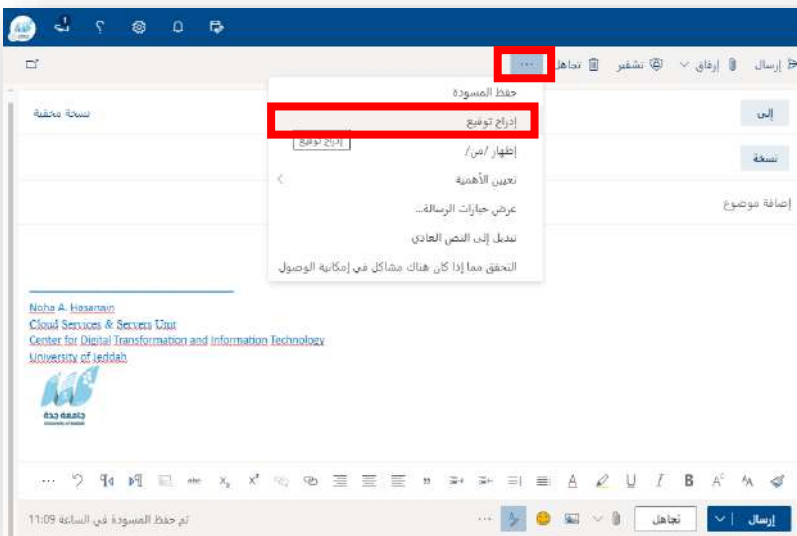 إرسال إرفاق تشفير تجاهل ...
حفظ المسودة
إدراج توقيع
إدراج توقيع
إظهار /من/
تعيين الأهمية
عرض خيارات الرسالة...
تبديل إلى النص العادي
التحقق مما إذا كان هناك مشاكل في إمكانية الوصول
إلى
نسخة مخفية
نسخة
إضافة موضوع
Noha A. Hasanain
Cloud Services & Servers Unit
Center for Digital Transformation and Information Technology
University of Jeddah
جامعة جدة
إرسال تجاهل
تم حفظ المسودة في الساعة 11:09